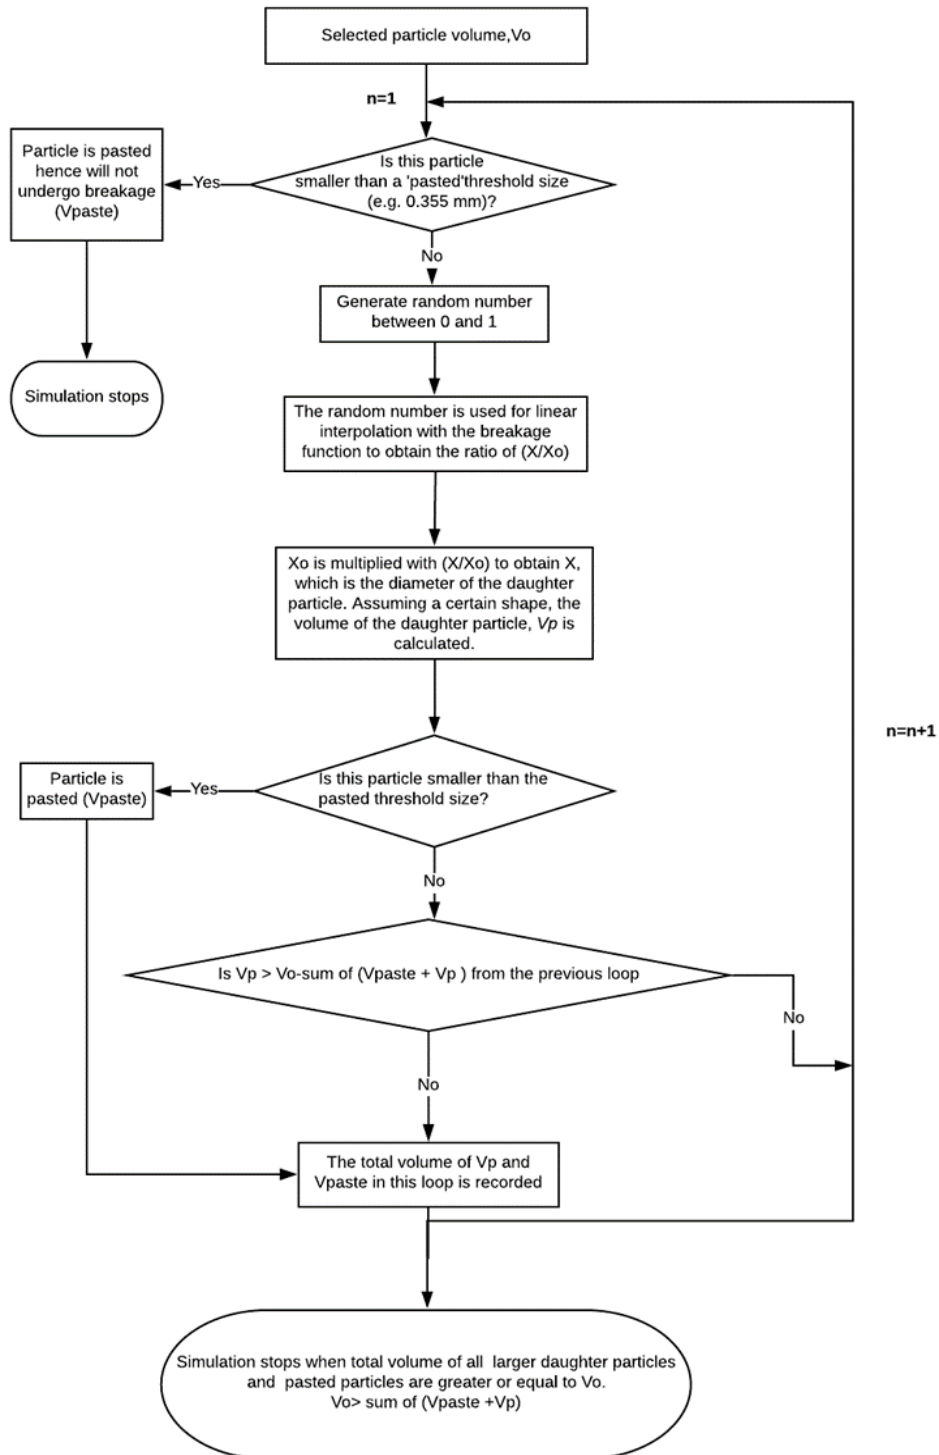 Selected particle volume,Vo
n=1
Is this particle
smaller than a 'pasted'threshold size
(e.g. 0.355 mm)?
Yes
Particle is pasted
hence will not
undergo breakage
(Vpaste)
Simulation stops
No
Generate random number
between 0 and 1
The random number is used for linear
interpolation with the breakage
function to obtain the ratio of (X/Xo)
Xo is multiplied with (X/Xo) to obtain X,
which is the diameter of the daughter
particle. Assuming a certain shape, the
volume of the daughter particle, Vp is
calculated.
n=n+1
Is this particle smaller than the
pasted threshold size?
Yes
Particle is
pasted (Vpaste)
No
Is Vp > Vo-sum of (Vpaste + Vp ) from the previous loop
No
No
The total volume of Vp and
Vpaste in this loop is recorded
Simulation stops when total volume of all larger daughter particles
and pasted particles are greater or equal to Vo.
Vo> sum of (Vpaste +Vp)